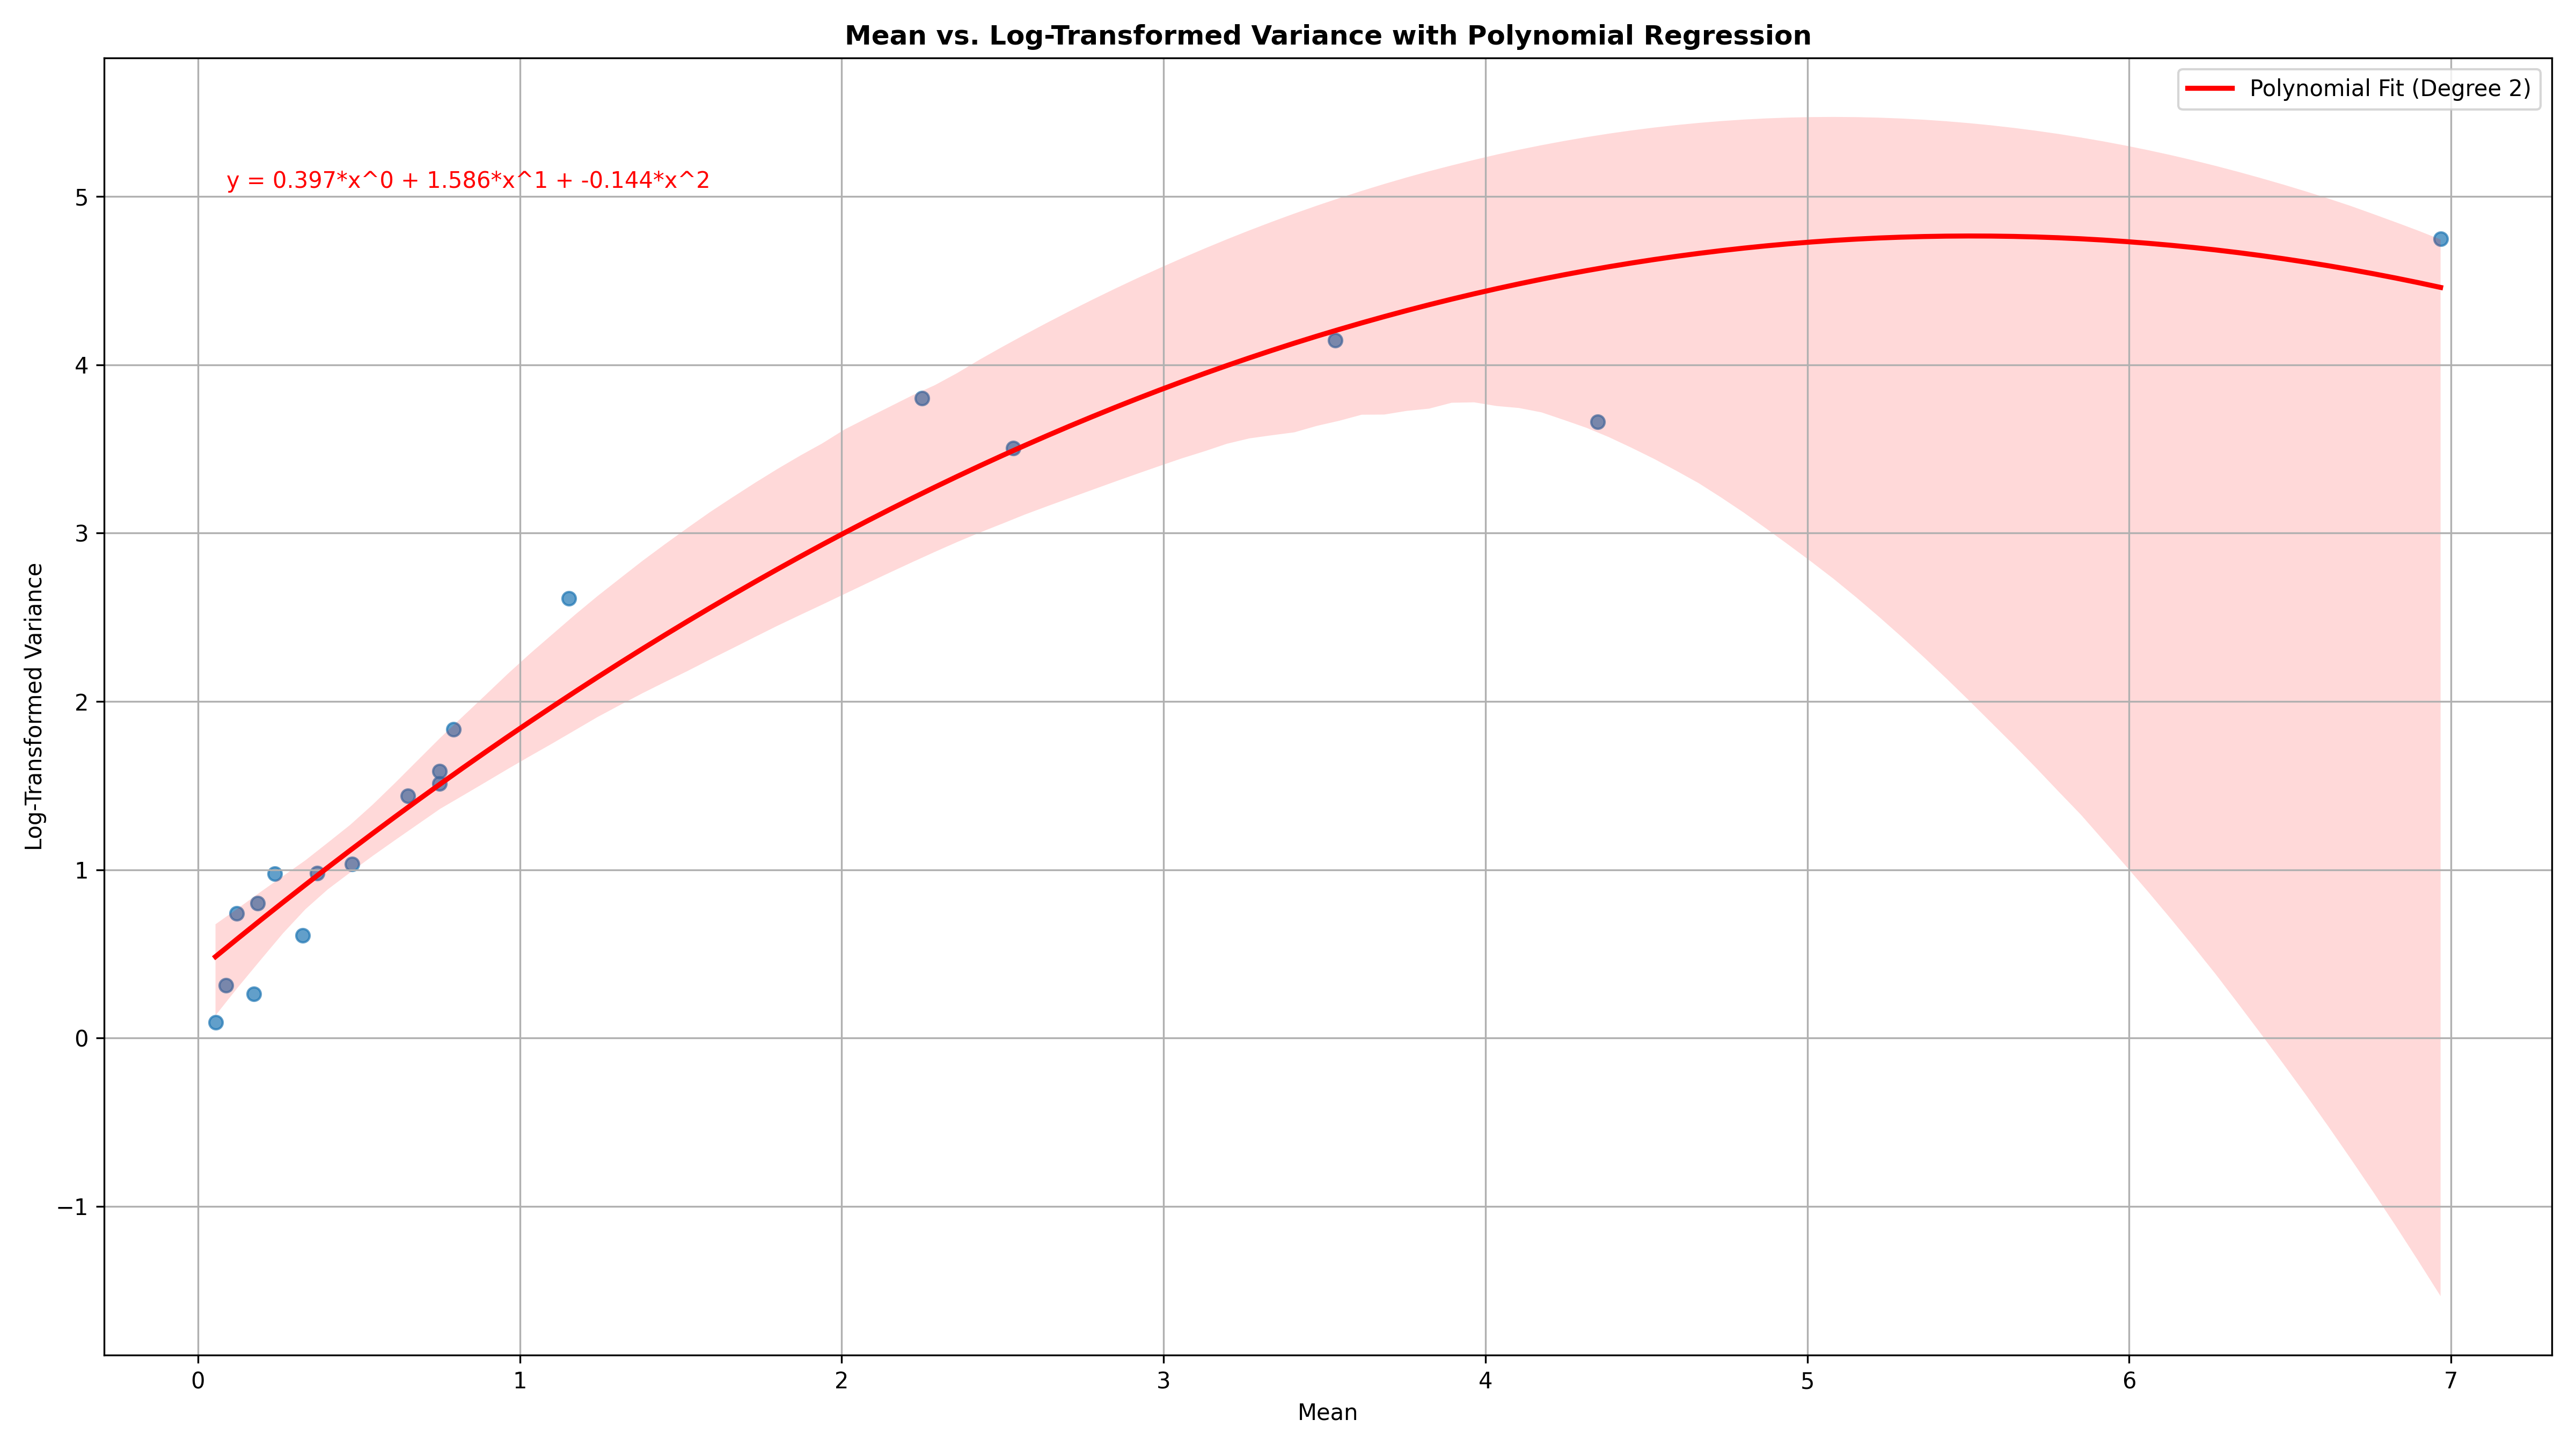 Mean vs. Log-Transformed Variance with Polynomial Regression
Polynomial Fit (Degree 2)
y = 0.397*x^0 + 1.586*x^1 + -0.144*x^2
Log-Transformed Variance
5
4
3
2
1
0
−1
0 1 2 3 4 5 6 7
Mean